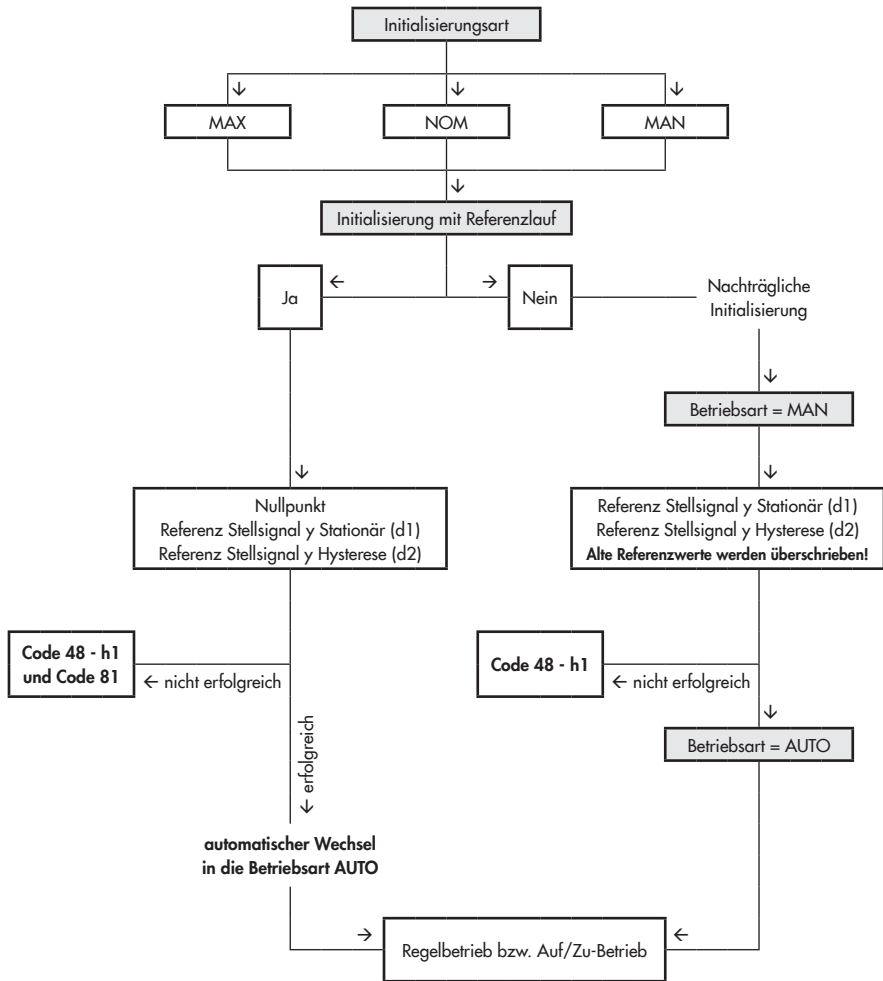 Initialisierungsart
MAX
NOM
MAN
Initialisierung mit Referenzlauf
Ja
Nein
Nachträgliche
Initialisierung
Betriebsart = MAN
Nullpunkt
Referenz Stellsignal y Stationär (d1)
Referenz Stellsignal y Hysterese (d2)
Referenz Stellsignal y Stationär (d1)
Referenz Stellsignal y Hysterese (d2)
Alte Referenzwerte werden überschrieben!
Code 48 - h1
und Code 81
← nicht erfolgreich
Code 48 - h1
← nicht erfolgreich
← erfolgreich
Betriebsart = AUTO
automatischer Wechsel
in die Betriebsart AUTO
Regelbetrieb bzw. Auf/Zu-Betrieb